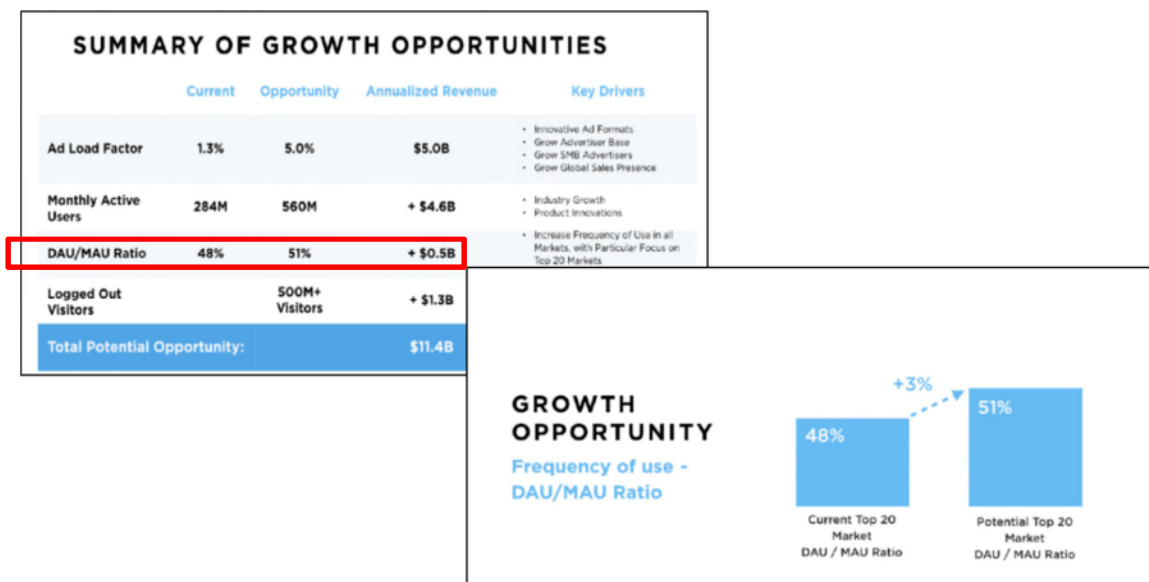 SUMMARY OF GROWTH OPPORTUNITIES
Current Opportunity Annualized Revenue Key Drivers
Ad Load Factor 1.3% 5.0% $5.0B
• Innovative Ad Formats
• Grow Advertiser Base
• Grow SMB Advertisers
• Grow Global Sales Presence
Monthly Active
Users
284M 560M + $4.6B
• Industry Growth
• Product Innovations
DAU/MAU Ratio 48% 51% + $0.5B
• Increase Frequency of Use in all
Markets, with Particular Focus on
Top 20 Markets
Logged Out
Visitors
500M+
Visitors
+ $1.3B
Total Potential Opportunity: $11.4B
GROWTH
OPPORTUNITY
Frequency of use -
DAU/MAU Ratio
+3%
48%
51%
Current Top 20
Market
DAU / MAU Ratio
Potential Top 20
Market
DAU / MAU Ratio